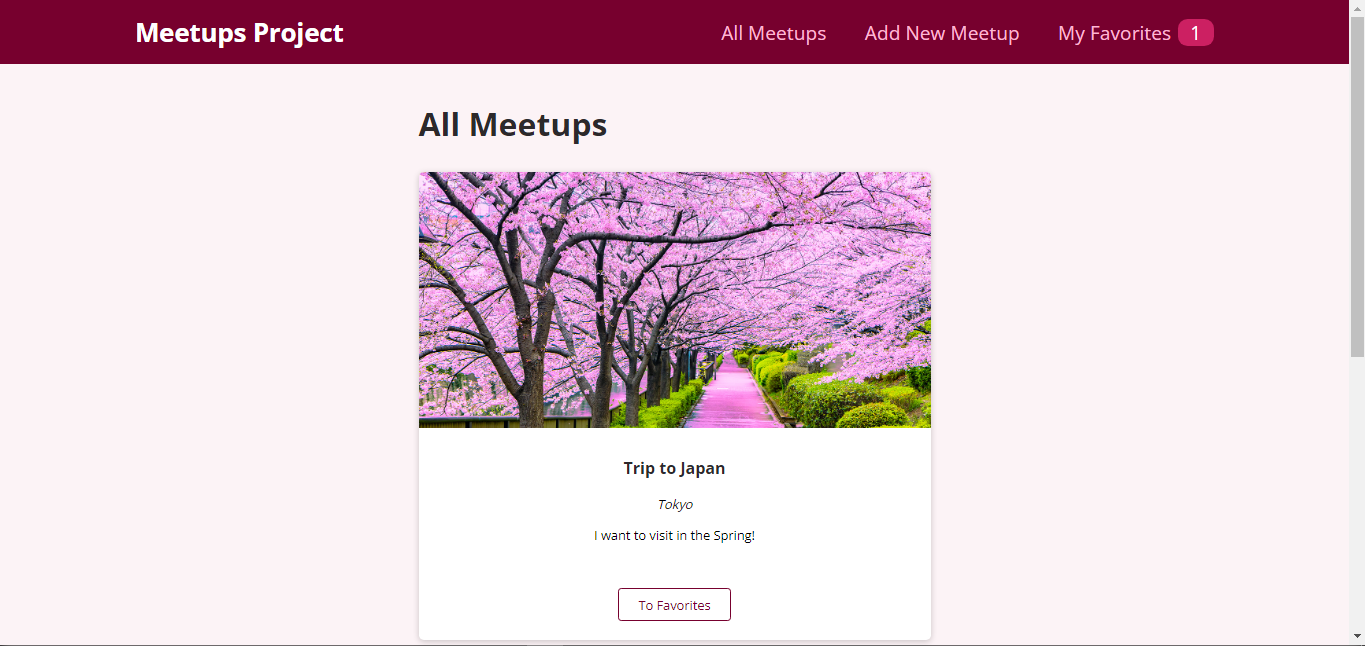 Meetups Project
All Meetups
Add New Meetup
My Favorites 1
All Meetups
Trip to Japan
Tokyo
I want to visit in the Spring!
To Favorites